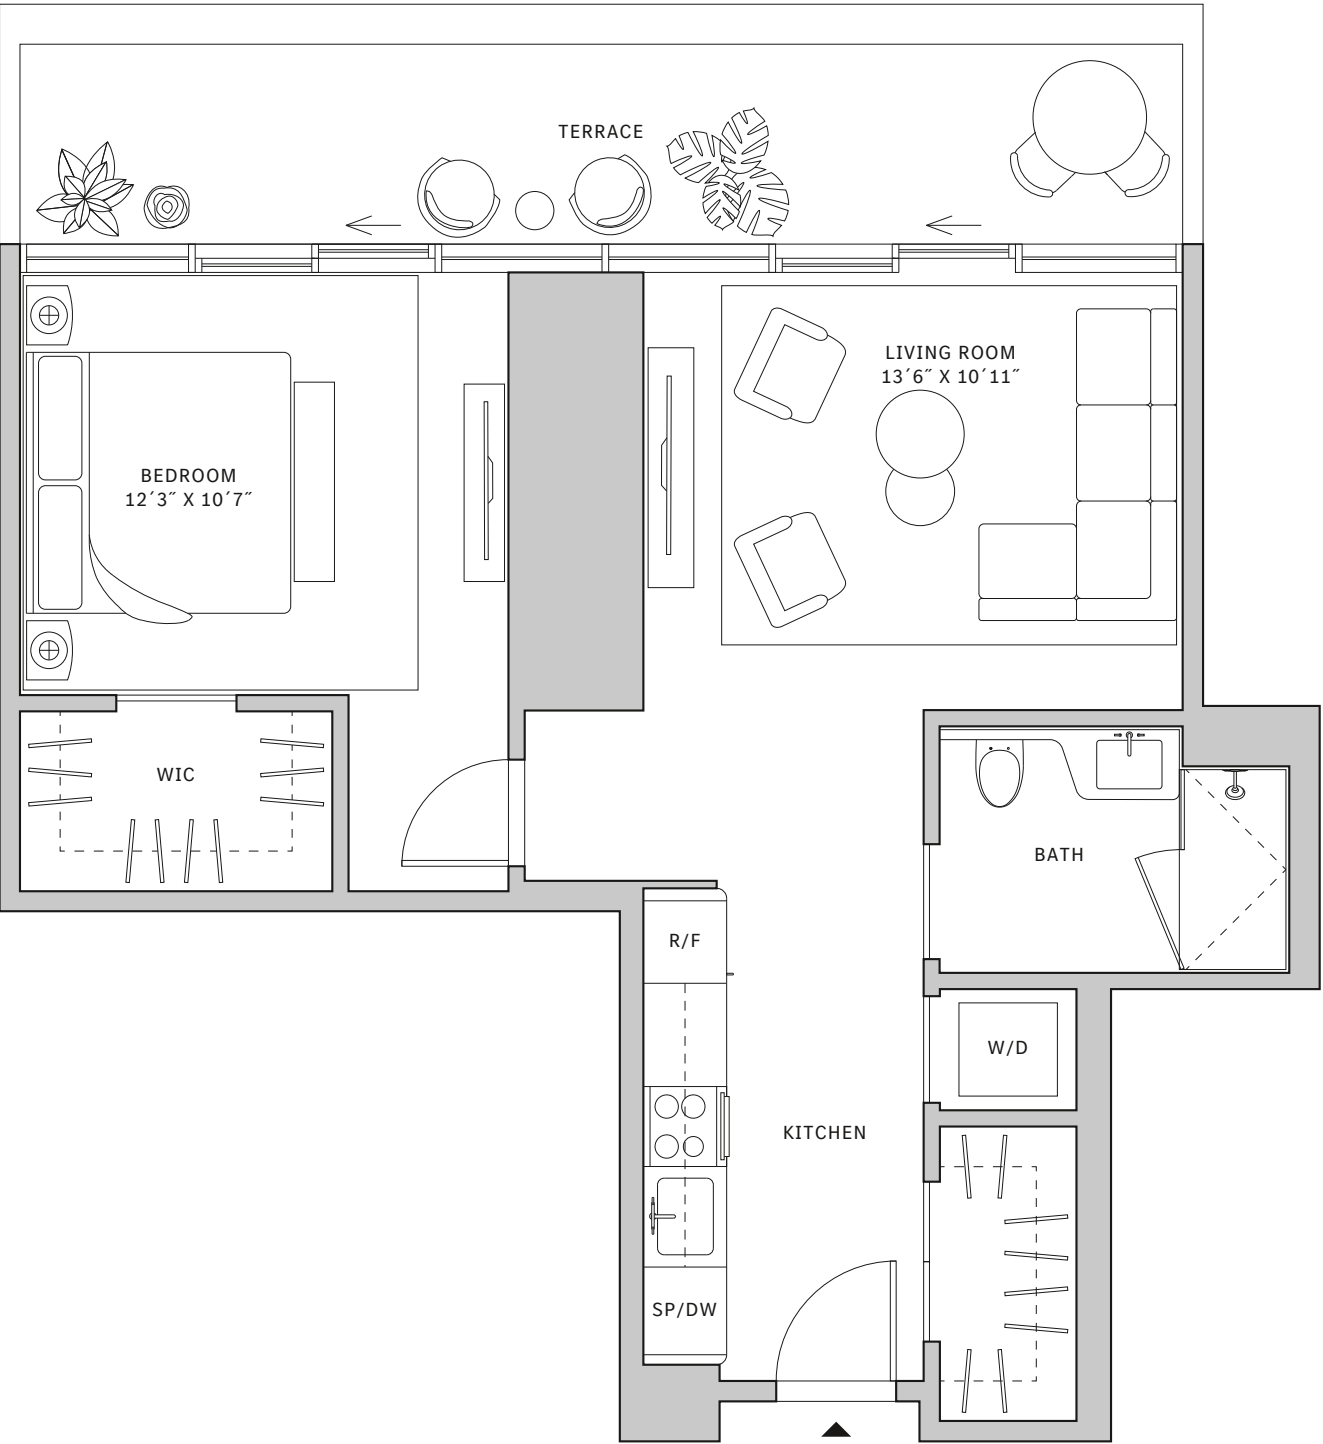 TERRACE
LIVING ROOM
13´6˝ X 10´11˝
BEDROOM
12´3˝ X 10´7˝
WIC
BATH
R/F
W/D
KITCHEN
SP/DW